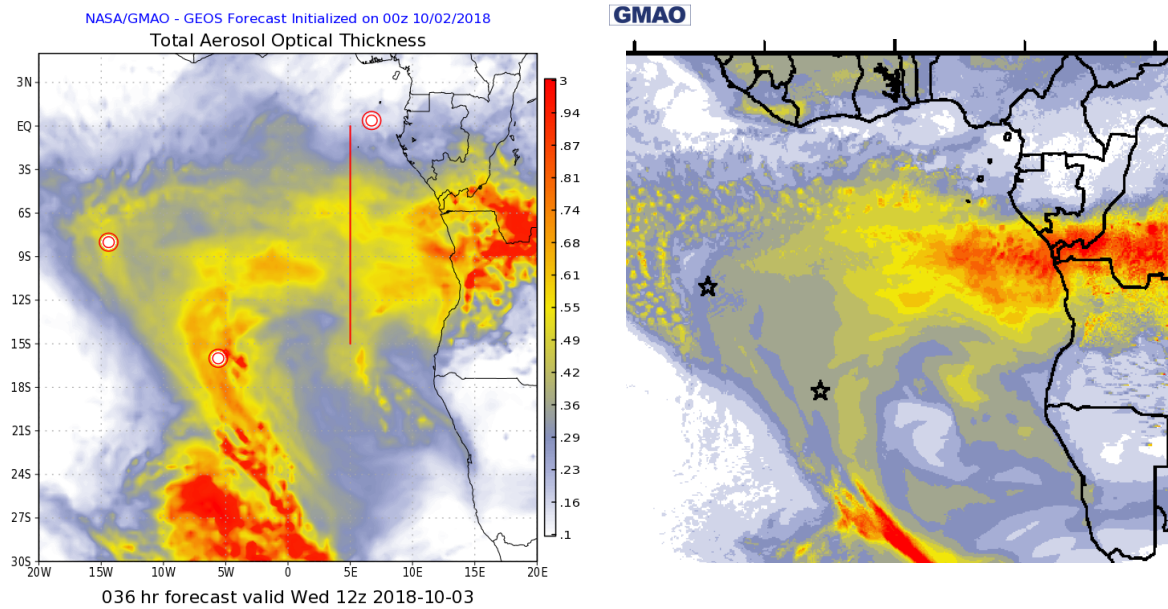 NASA/GMAO - GEOS Forecast Initialized on 00z 10/02/2018
Total Aerosol Optical Thickness
3N
EQ
3S
6S
9S
12S
15S
18S
21S
24S
27S
30S
20W 15W 10W 5W 0 5E 10E 15E 20E
3
.94
.87
.81
.74
.68
.61
.55
.49
.42
.36
.29
.23
.16
.1
036 hr forecast valid Wed 12z 2018-10-03
GMAO